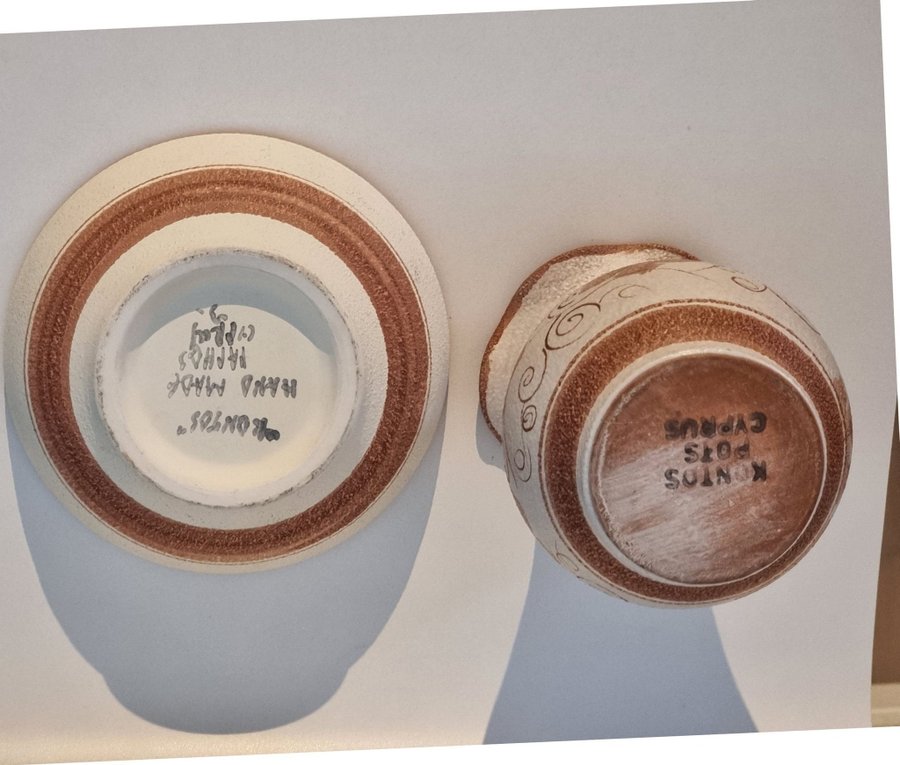 "KONTOS"
HAND MADE
PAPHOS
CYPRUS
KONTOS
POTS
CYPRUS